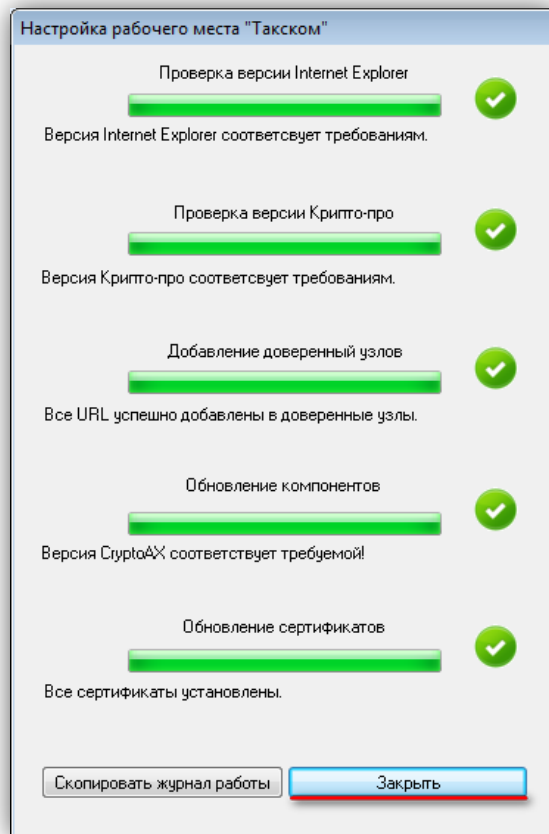 Настройка рабочего места "Такском"
Проверка версии Internet Explorer
Версия Internet Explorer соответсвует требованиям.
Проверка версии Крипто-про
Версия Крипто-про соответсвует требованиям.
Добавление доверенный узлов
Все URL успешно добавлены в доверенные узлы.
Обновление компонентов
Версия CryptoAX соответствует требуемой!
Обновление сертификатов
Все сертификаты установлены.
Скопировать журнал работы
Закрыть